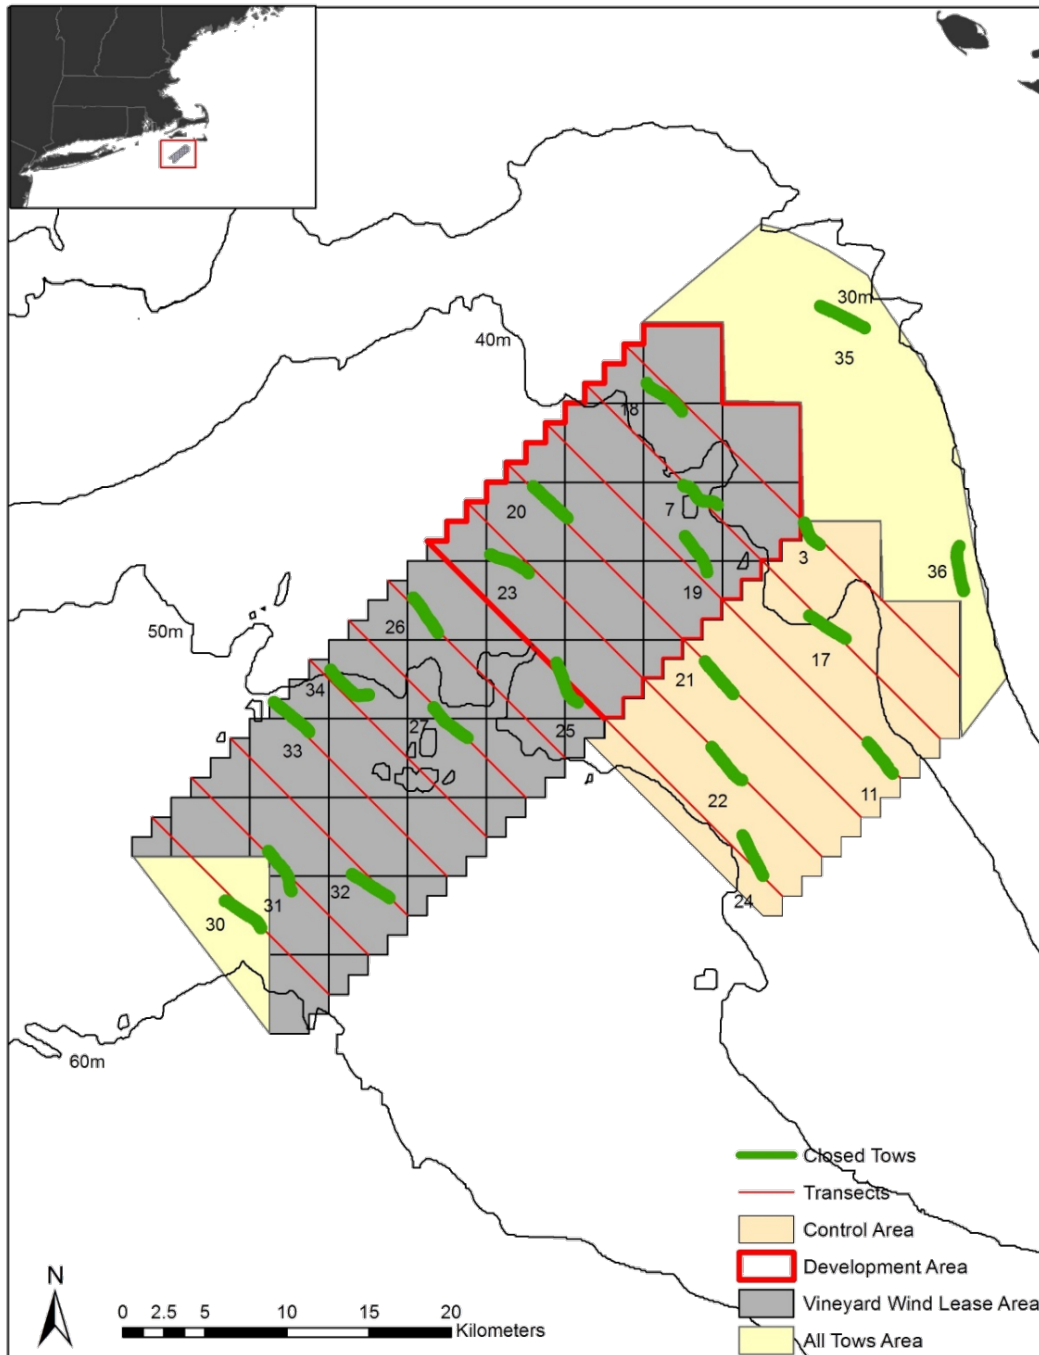 30m
35
40m
18
20
7
3
36
23
19
50m
26
17
34
21
27
25
33
22
11
32
31
24
30
60m
Closed Tows
Transects
Control Area
Development Area
Vineyard Wind Lease Area
All Tows Area
N
0 2.5 5 10 15 20
Kilometers